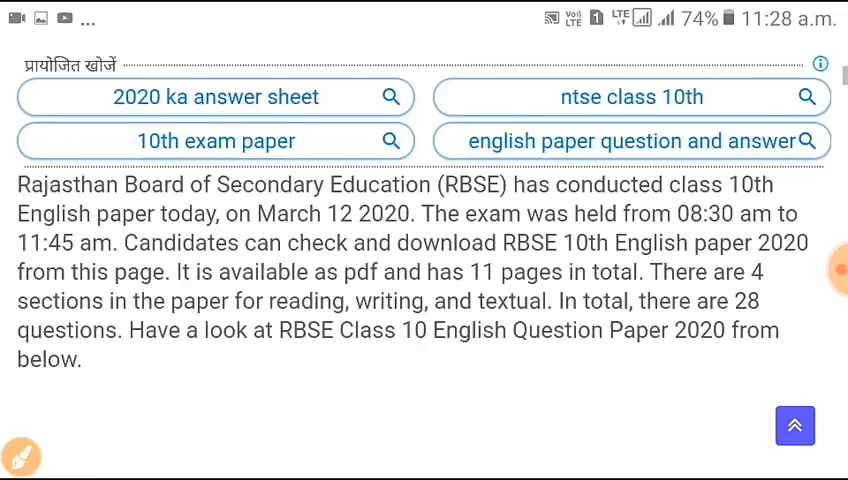 ... Vo) LTE 1 LTE 74% 11:28 a.m.
प्रायोजित खोजें
2020 ka answer sheet
ntse class 10th
10th exam paper
english paper question and answer
Rajasthan Board of Secondary Education (RBSE) has conducted class 10th
English paper today, on March 12 2020. The exam was held from 08:30 am to
11:45 am. Candidates can check and download RBSE 10th English paper 2020
from this page. It is available as pdf and has 11 pages in total. There are 4
sections in the paper for reading, writing, and textual. In total, there are 28
questions. Have a look at RBSE Class 10 English Question Paper 2020 from
below.